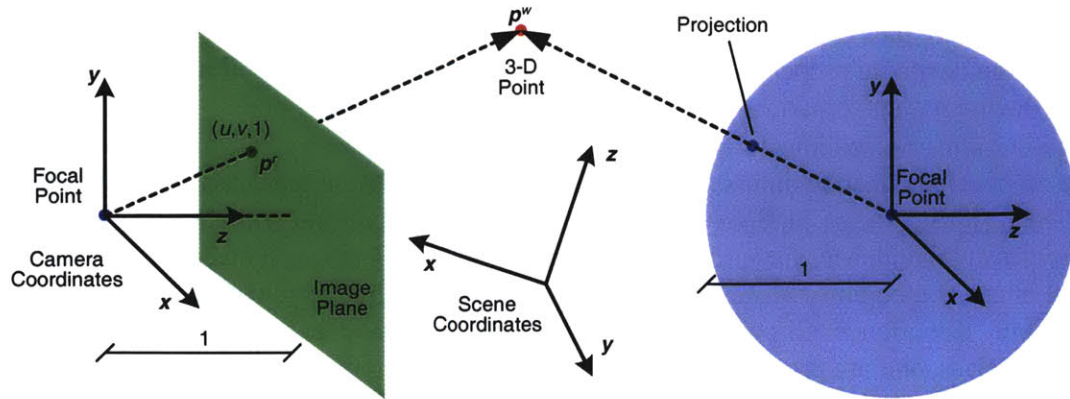 p^w
3-D
Point
y
(u,v,1)
p^r
Focal
Point
z
Camera
Coordinates
x
Image
Plane
1
z
x
Scene
Coordinates
y
Projection
y
Focal
Point
z
1
x